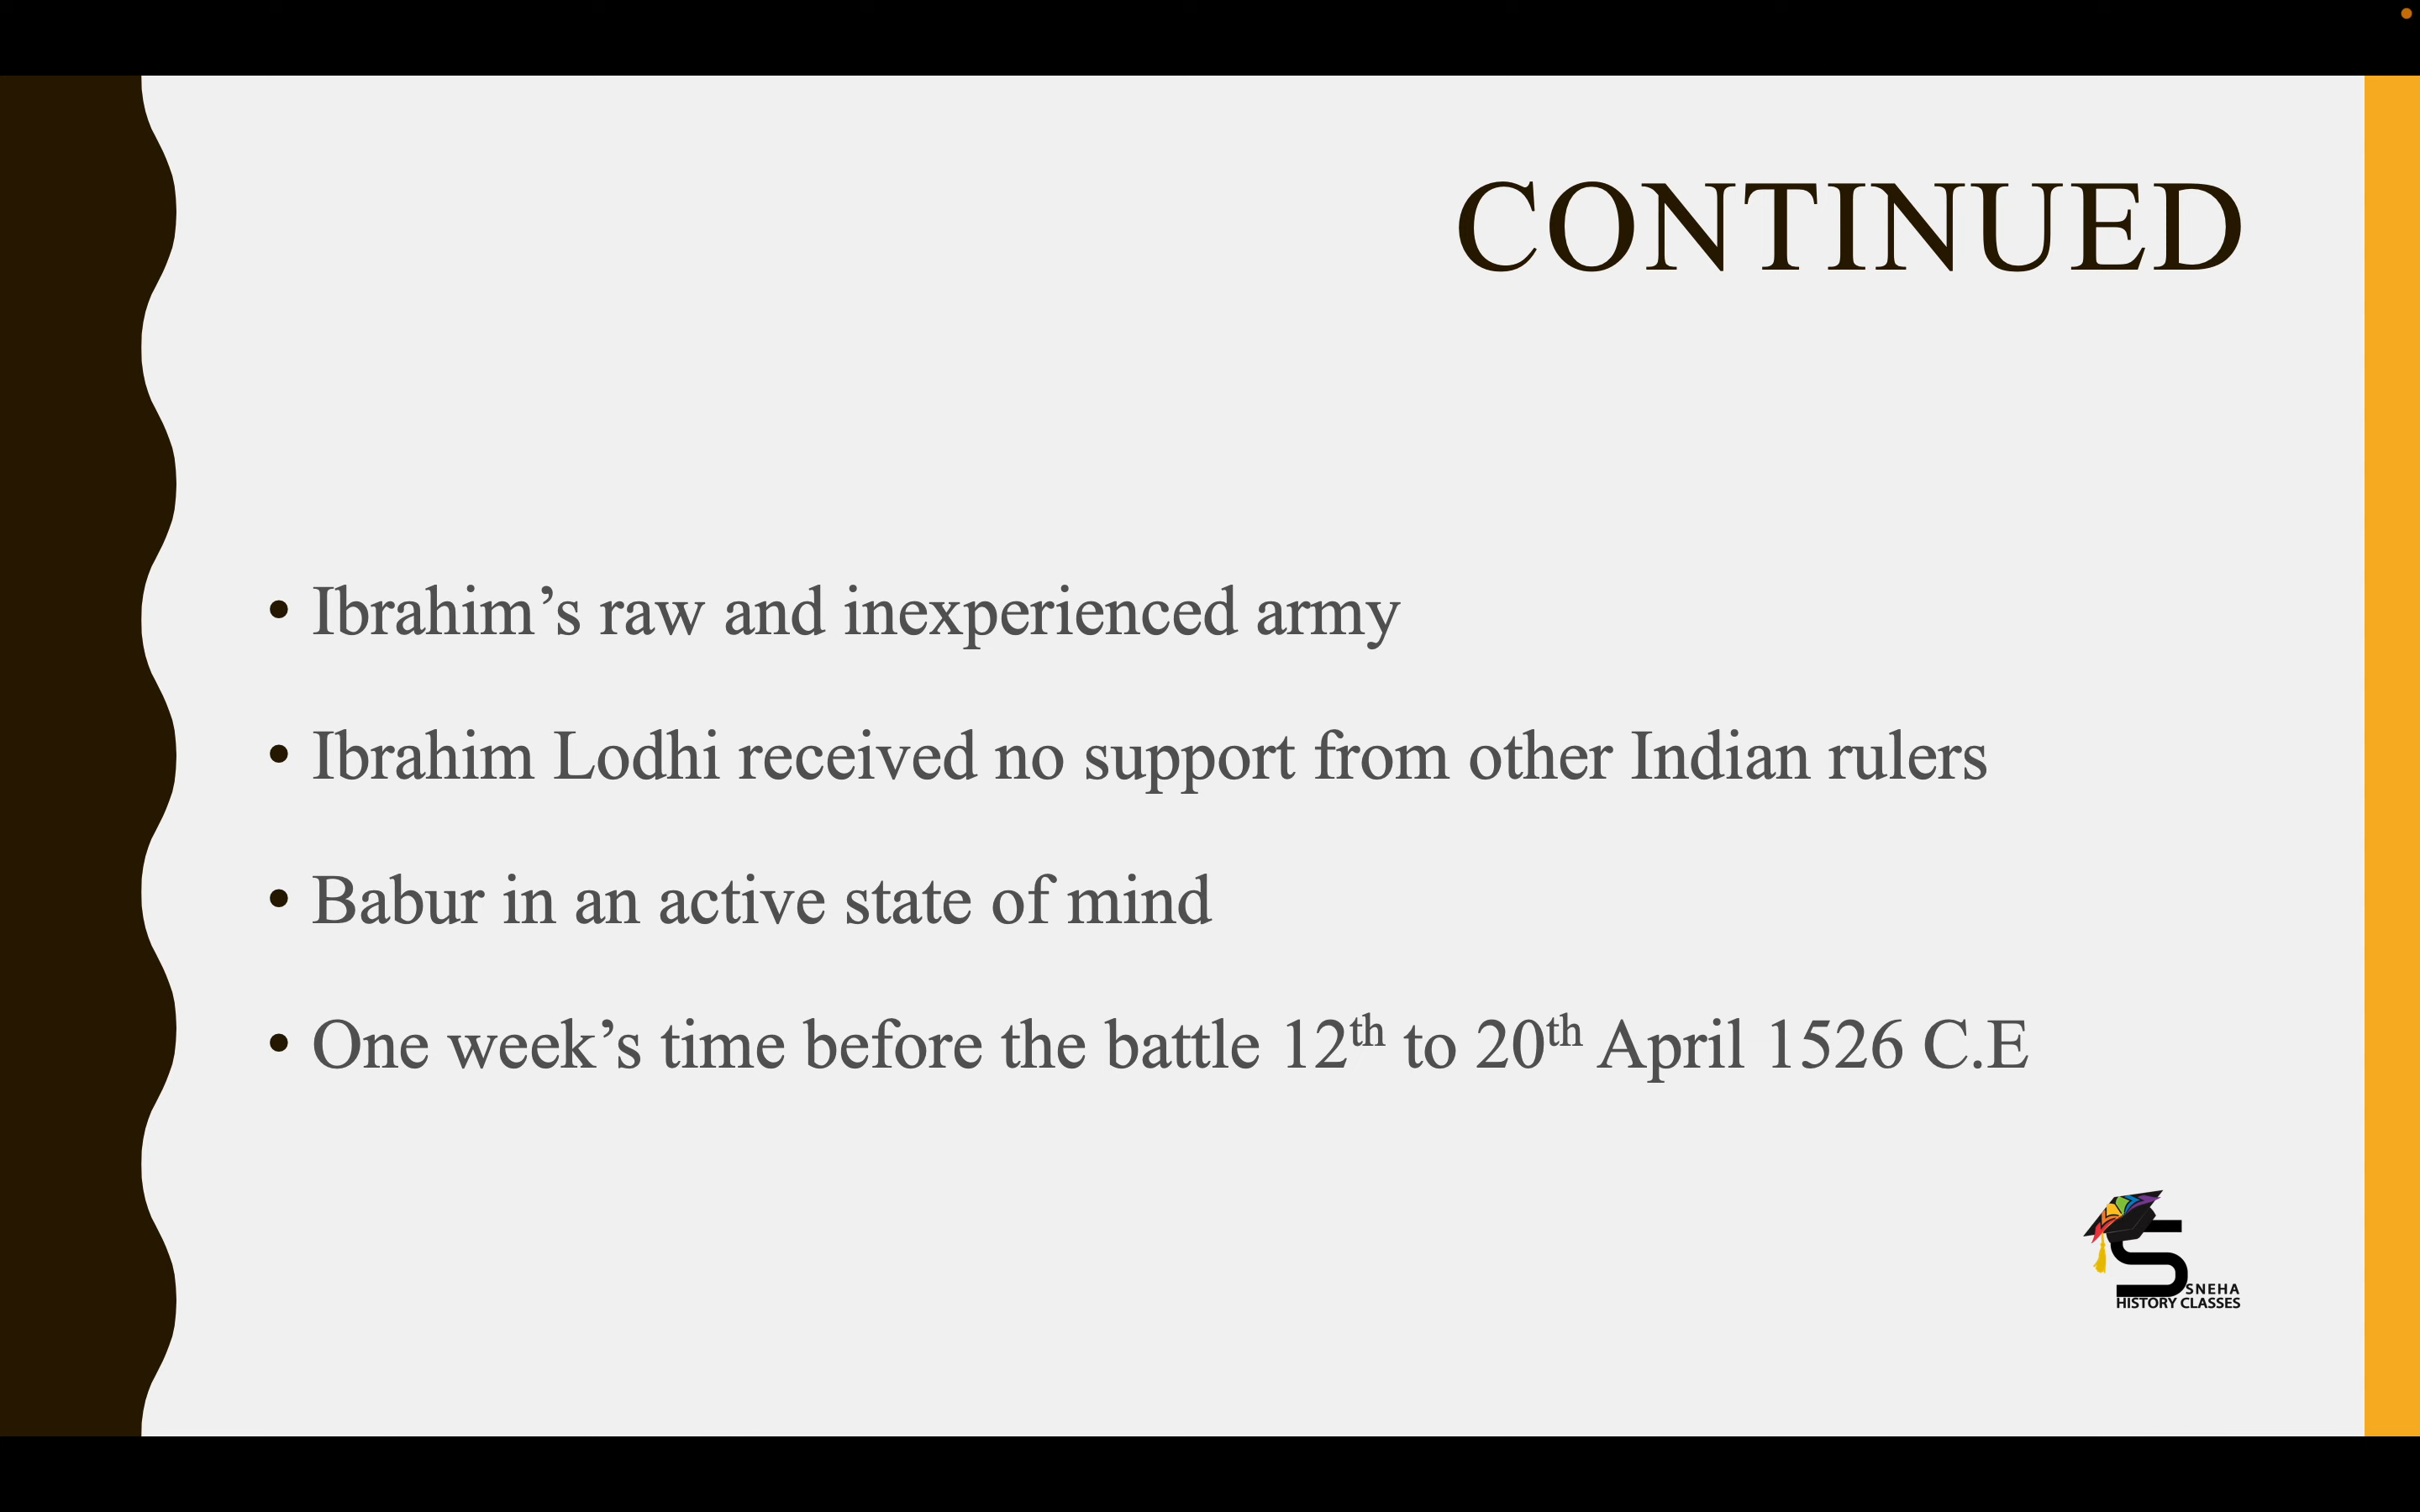 CONTINUED
• Ibrahim’s raw and inexperienced army
• Ibrahim Lodhi received no support from other Indian rulers
• Babur in an active state of mind
• One week’s time before the battle 12th to 20th April 1526 C.E
SNEHA
HISTORY CLASSES